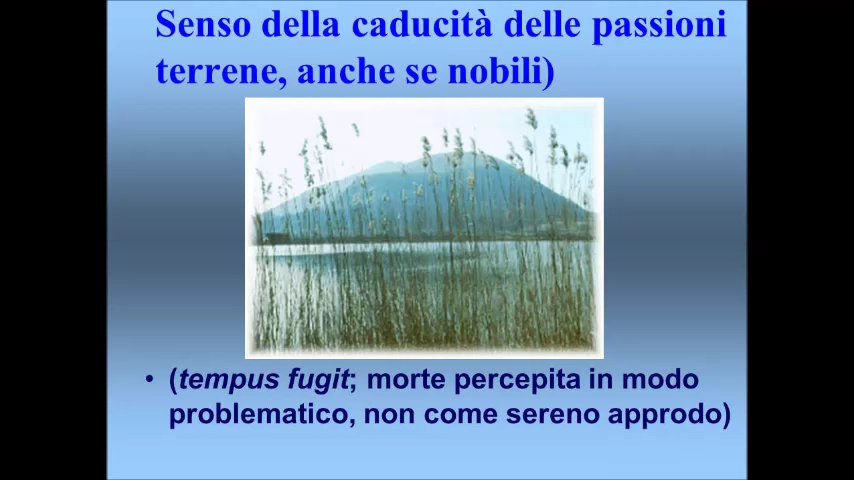 Senso della caducità delle passioni
terrene, anche se nobili)
• (tempus fugit; morte percepita in modo
problematico, non come sereno approdo)